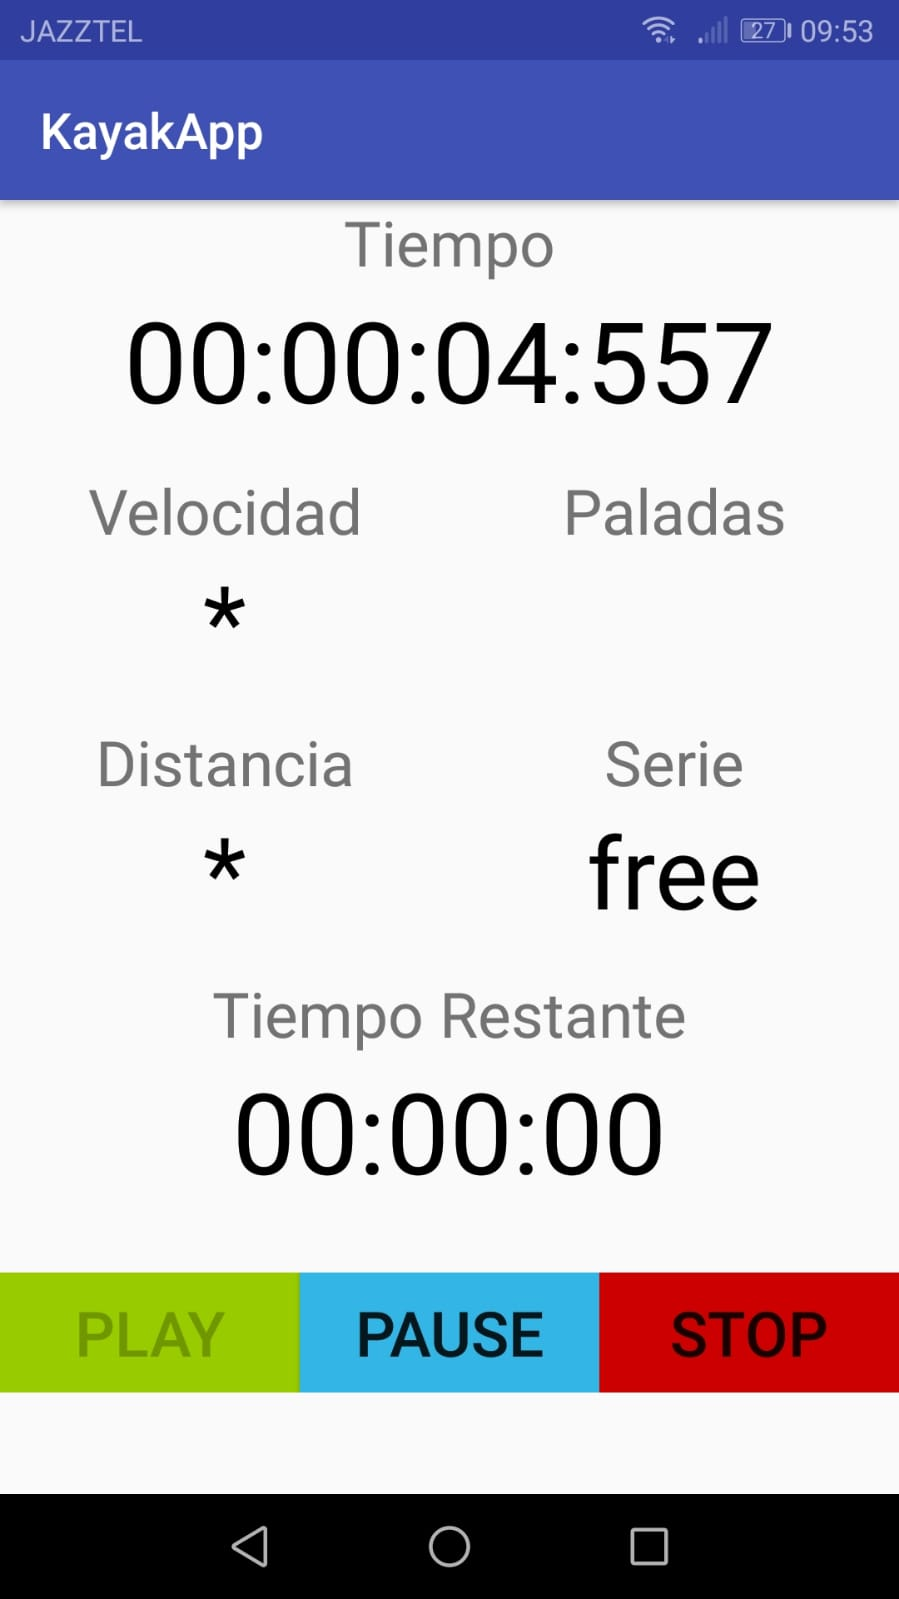 JAZZTEL 27 09:53
KayakApp
Tiempo
00:00:04:557
Velocidad Paladas
*
Distancia Serie
* free
Tiempo Restante
00:00:00
PLAY PAUSE STOP